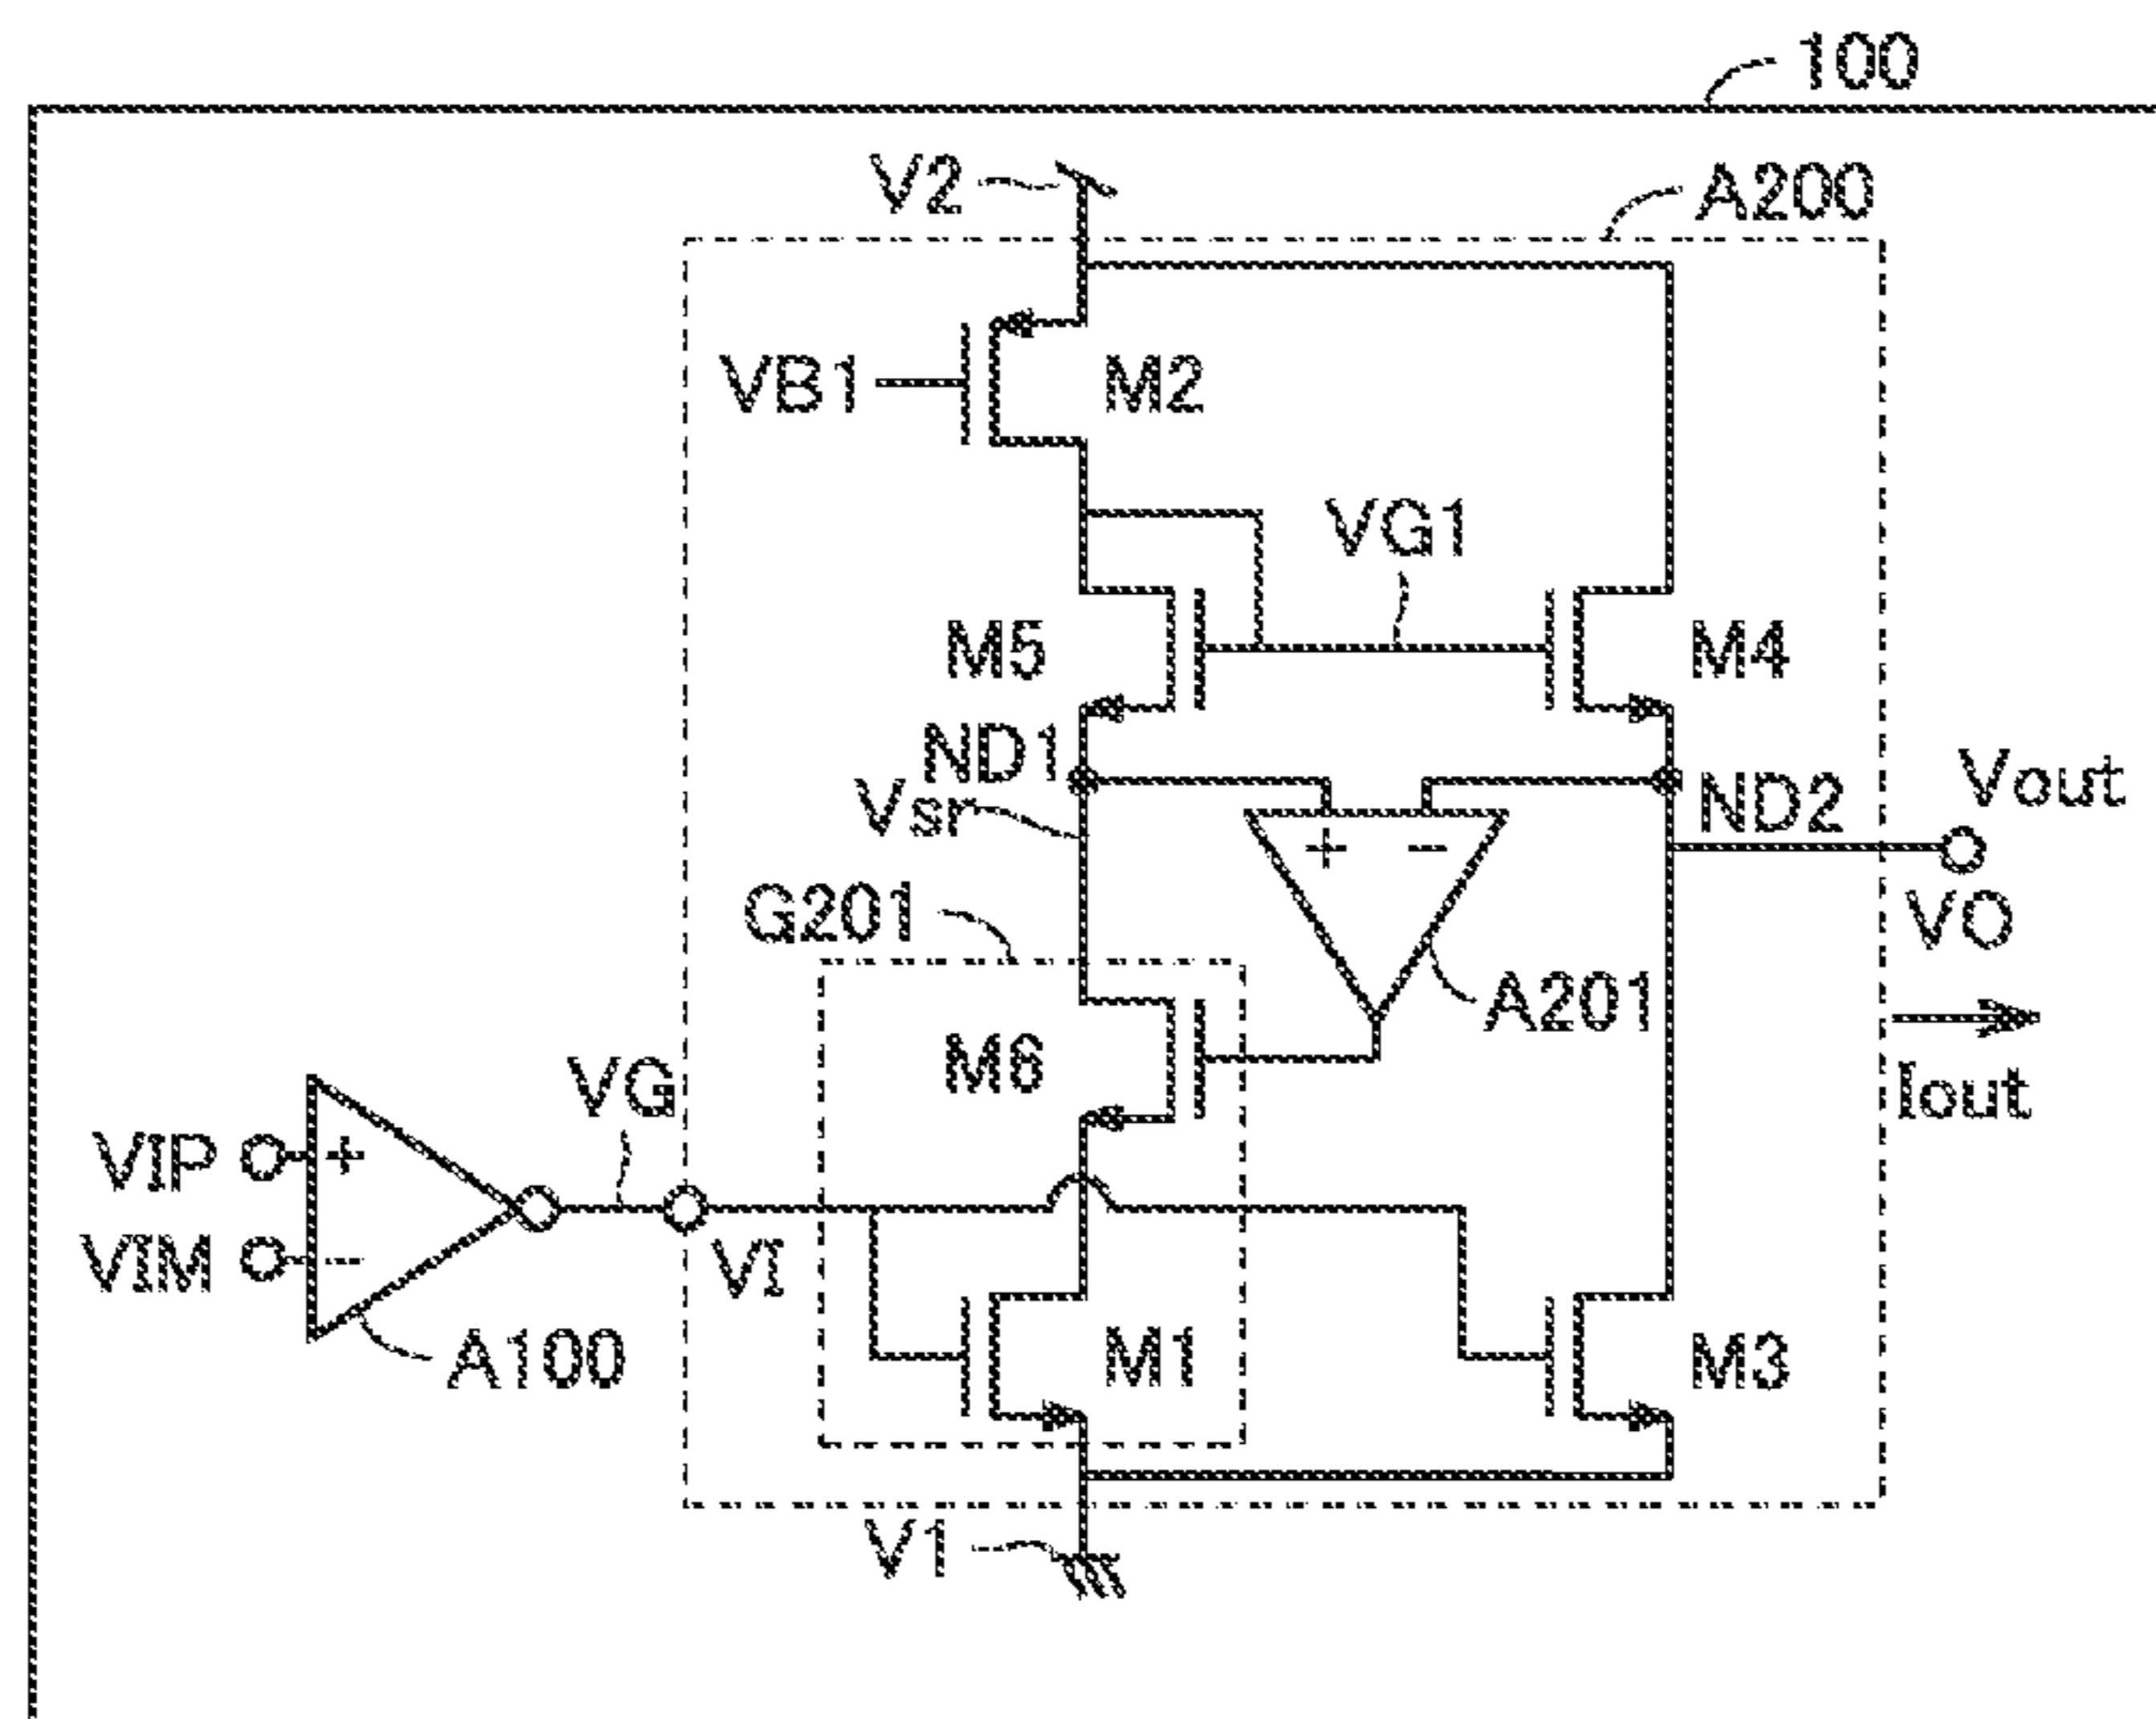 100
V2
A200
VB1
M2
VG1
M5
M4
ND1
Vsr
ND2
Vout
+
−
G201
VO
A201
M6
Iout
VG
VIP
+
VIM
−
VI
A100
M1
M3
V1